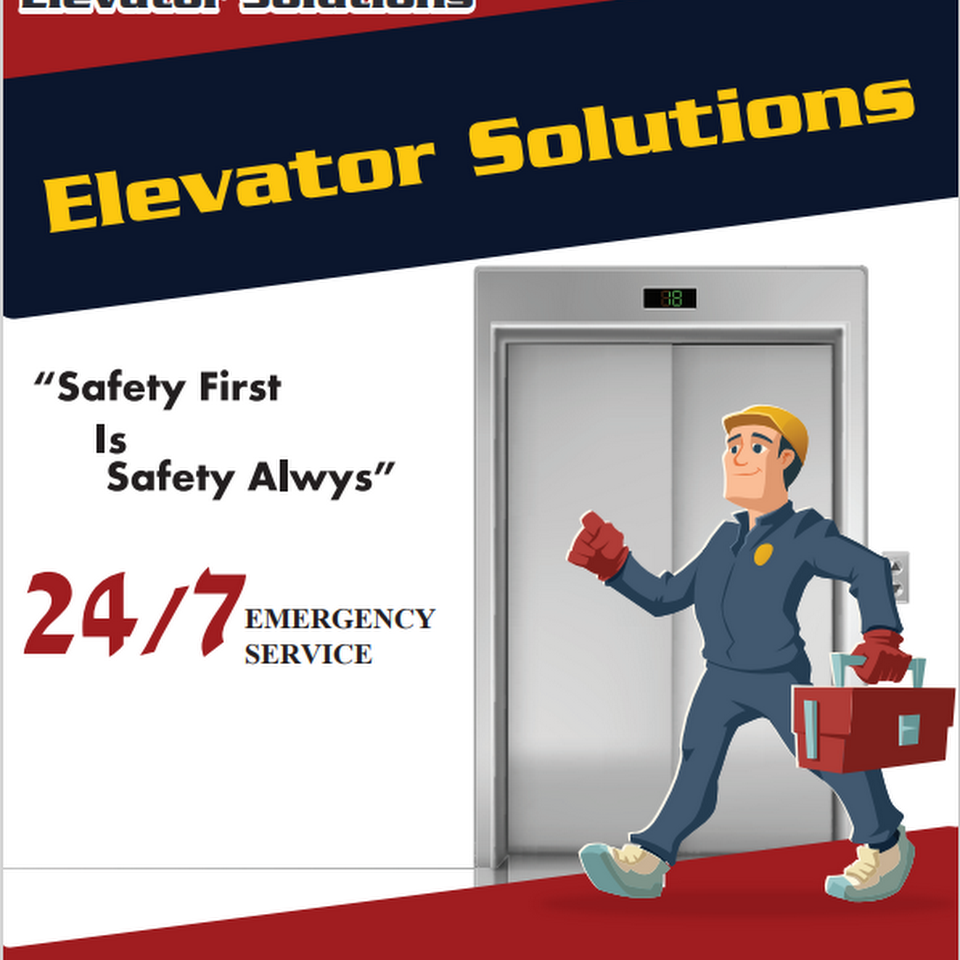 Elevator Solutions
Elevator Solutions
18
“Safety First
Is
Safety Alwys”
24/7 EMERGENCY
SERVICE